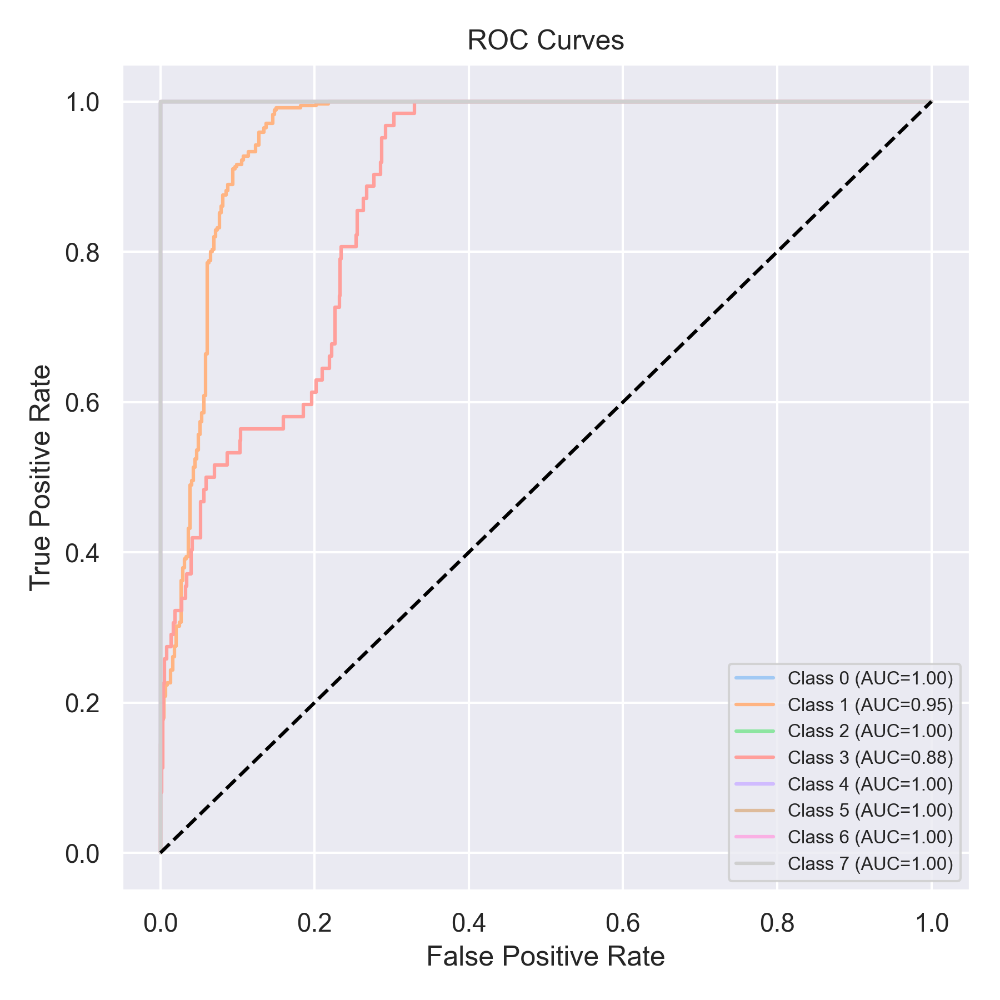 ROC Curves
1.0
0.8
0.6
0.4
0.2
0.0
True Positive Rate
Class 0 (AUC=1.00)
Class 1 (AUC=0.95)
Class 2 (AUC=1.00)
Class 3 (AUC=0.88)
Class 4 (AUC=1.00)
Class 5 (AUC=1.00)
Class 6 (AUC=1.00)
Class 7 (AUC=1.00)
0.0 0.2 0.4 0.6 0.8 1.0
False Positive Rate